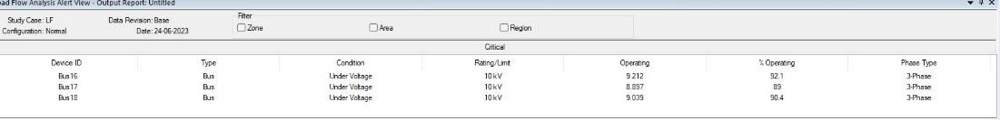 oad Flow Analysis Alert View - Output Report: Untitled
Study Case: LF Data Revision: Base Filter
Configuration: Normal Date: 24-06-2023 Zone Area Region
Critical
Device ID Type Condition Rating/Limit Operating % Operating Phase Type
Bus16 Bus Under Voltage 10 kV 9.212 92.1 3-Phase
Bus17 Bus Under Voltage 10 kV 8.897 89 3-Phase
Bus18 Bus Under Voltage 10 kV 9.039 90.4 3-Phase